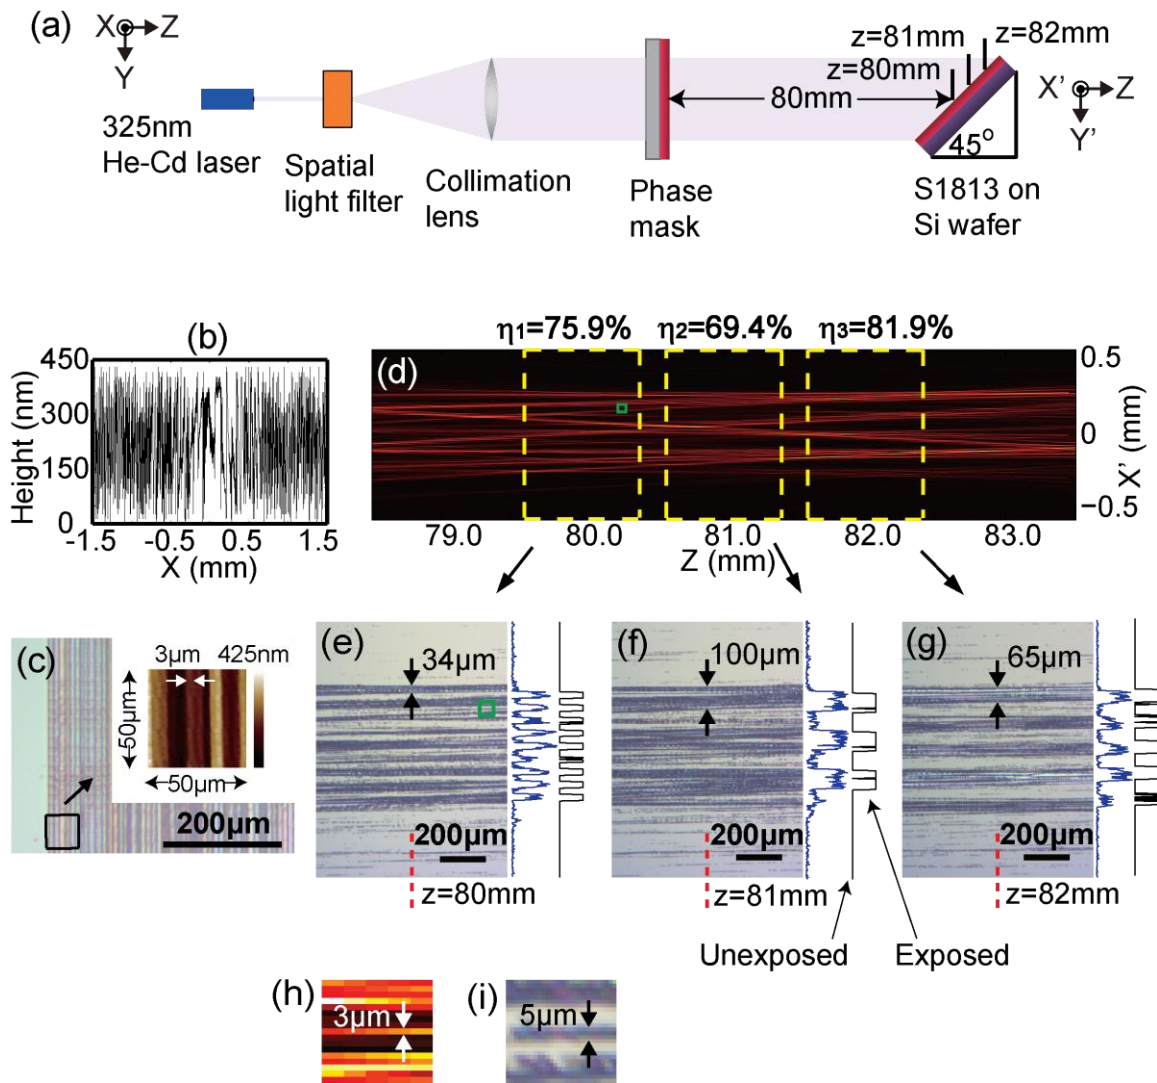 (a)
X Z
Y
325nm
He-Cd laser
Spatial
light filter
Collimation
lens
Phase
mask
80mm
z=80mm
z=81mm
z=82mm
45°
X' Z
Y'
S1813 on
Si wafer
(b)
Height (nm)
450
300
150
0
-1.5 -0.5 0.5 1.5
X (mm)
η1=75.9% η2=69.4% η3=81.9%
(d)
0.5
0
−0.5
X' (mm)
79.0 80.0 81.0 82.0 83.0
Z (mm)
(c)
3μm 425nm
50μm
50μm
200μm
(e)
34μm
200μm
z=80mm
(f)
100μm
200μm
z=81mm
(g)
65μm
200μm
z=82mm
Unexposed Exposed
(h)
3μm
(i)
5μm